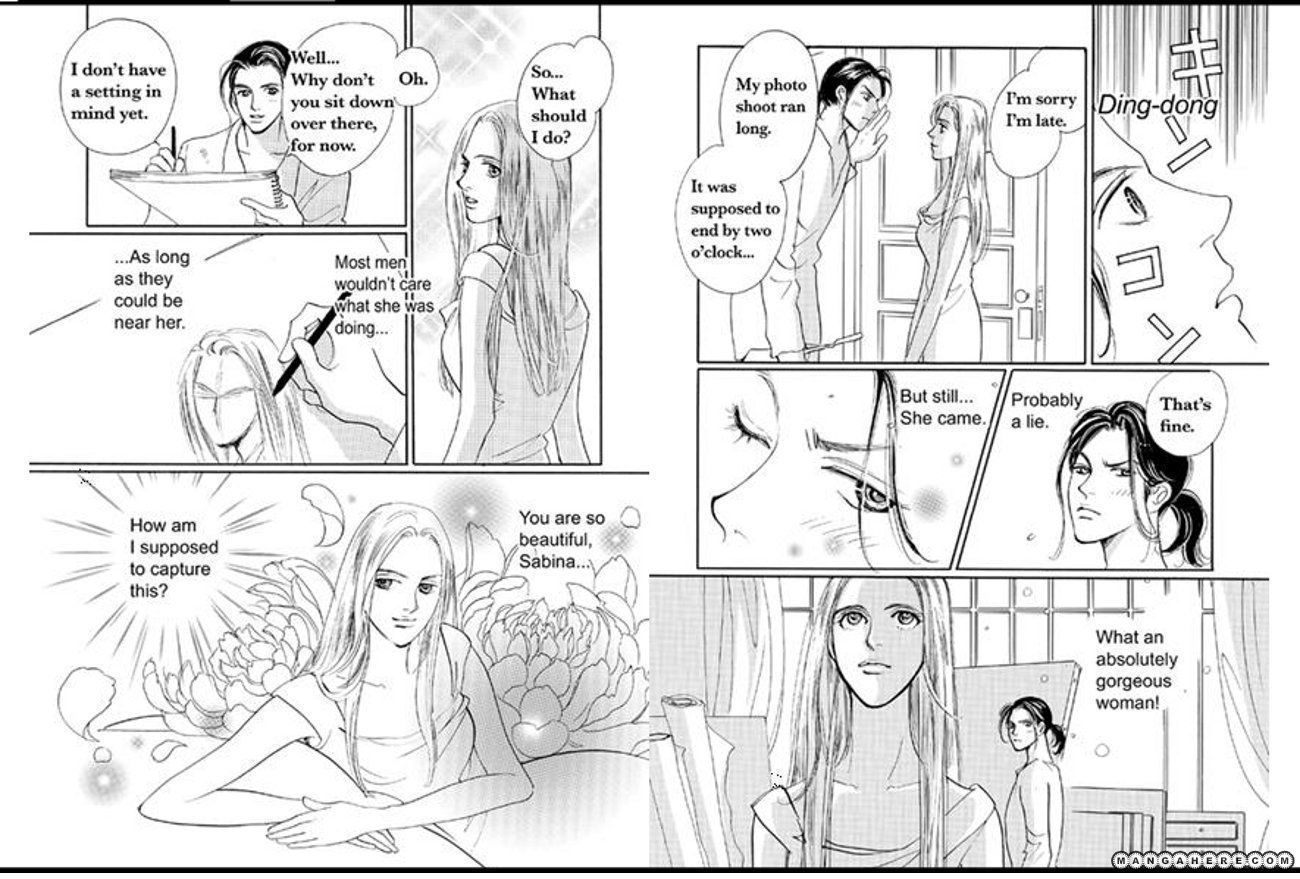 Ding-dong
キンコン
I'm sorry
I'm late.
My photo
shoot ran
long.
It was
supposed to
end by two
o'clock...
That's
fine.
Probably
a lie.
But still...
She came.
What an
absolutely
gorgeous
woman!
So...
What
should
I do?
Oh.
Well...
Why don't
you sit down
over there,
for now.
I don't have
a setting in
mind yet.
Most men
wouldn't care
what she was
doing...
...As long
as they
could be
near her.
You are so
beautiful,
Sabina...
How am
I supposed
to capture
this?
MANGAHERE.COM